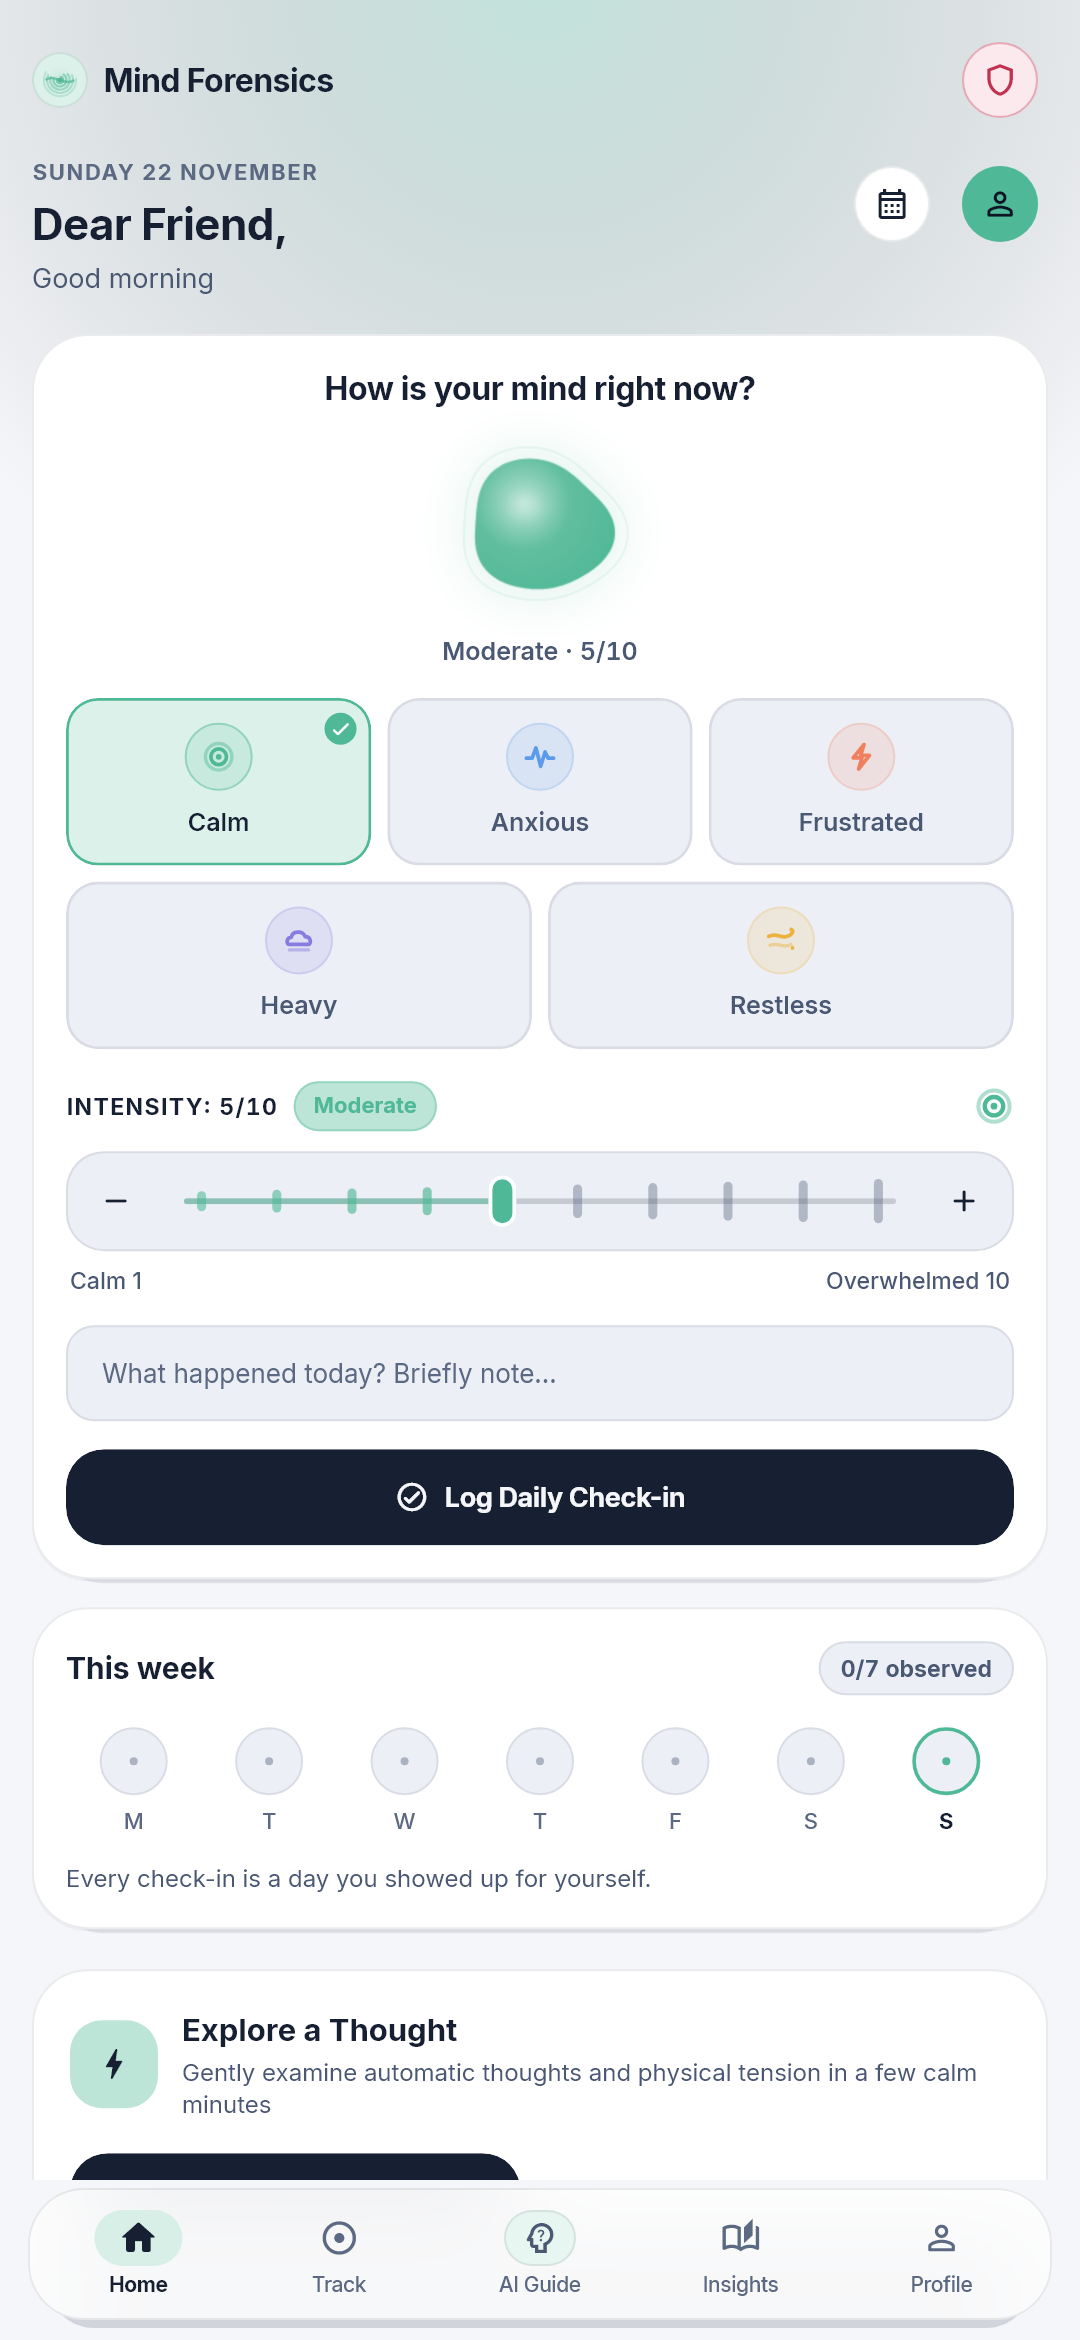 Mind Forensics
SUNDAY 22 NOVEMBER
Dear Friend,
Good morning
How is your mind right now?
Moderate · 5/10
Calm
Anxious
Frustrated
Heavy
Restless
INTENSITY: 5/10
Moderate
Calm 1
Overwhelmed 10
What happened today? Briefly note...
Log Daily Check-in
This week
0/7 observed
M T W T F S S
Every check-in is a day you showed up for yourself.
Explore a Thought
Gently examine automatic thoughts and physical tension in a few calm
minutes
Home
Track
AI Guide
Insights
Profile